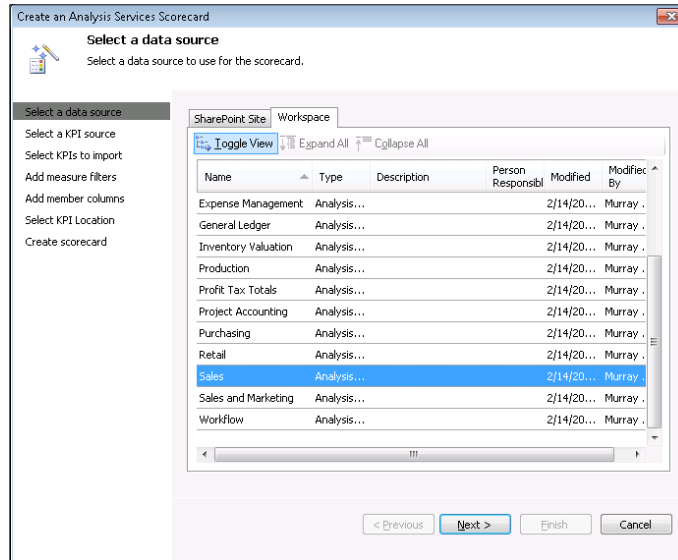 Create an Analysis Services Scorecard
Select a data source
Select a data source to use for the scorecard.
Select a data source
Select a KPI source
Select KPIs to import
Add measure filters
Add member columns
Select KPI Location
Create scorecard
SharePoint Site Workspace
Toggle View Expand All Collapse All
Name Type Description Person Responsibl Modified Modified By
Expense Management Analysis... 2/14/20... Murray .
General Ledger Analysis... 2/14/20... Murray .
Inventory Valuation Analysis... 2/14/20... Murray .
Production Analysis... 2/14/20... Murray .
Profit Tax Totals Analysis... 2/14/20... Murray .
Project Accounting Analysis... 2/14/20... Murray .
Purchasing Analysis... 2/14/20... Murray .
Retail Analysis... 2/14/20... Murray .
Sales Analysis... 2/14/20... Murray .
Sales and Marketing Analysis... 2/14/20... Murray .
Workflow Analysis... 2/14/20... Murray .
< Previous Next > Finish Cancel